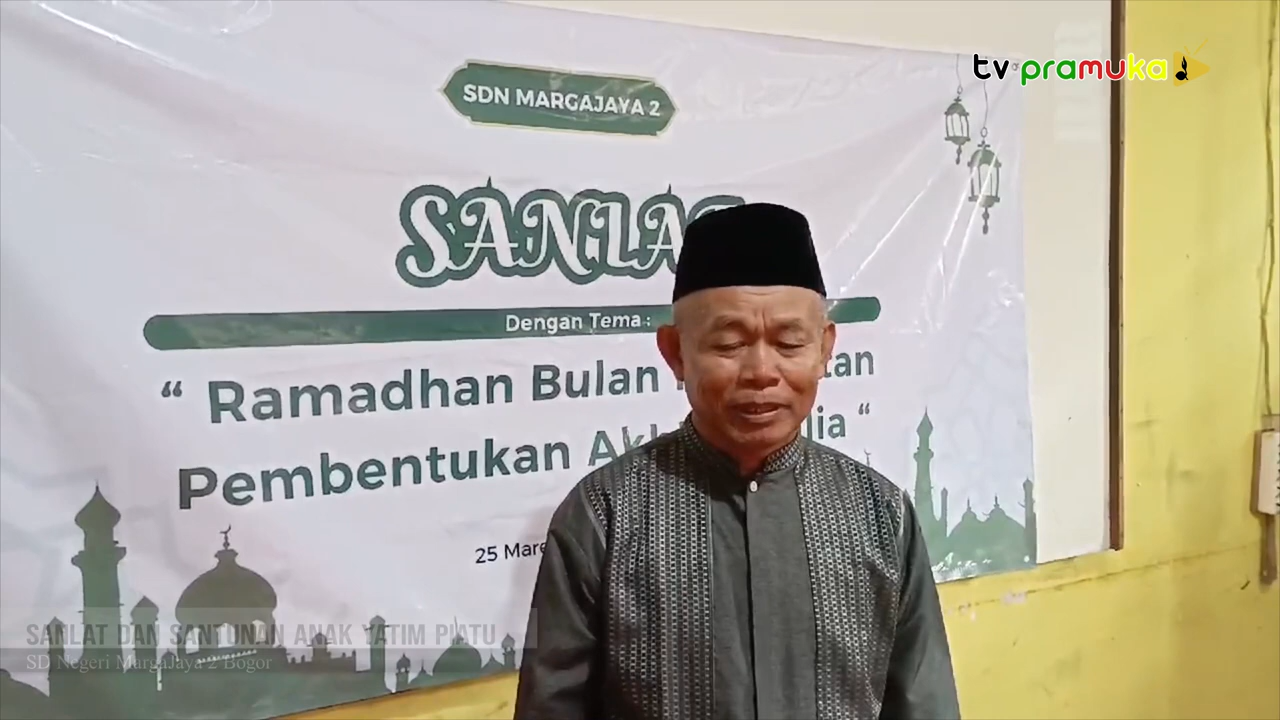 tv pramuka
SDN MARGAJAYA 2
SANLA
Dengan Tema :
“ Ramadhan Bulan
Pembentukan “
25
SANLAT DAN SANTUNAN ANAK YATIM PIATU
SD Negeri MargaJaya 2 Bogor